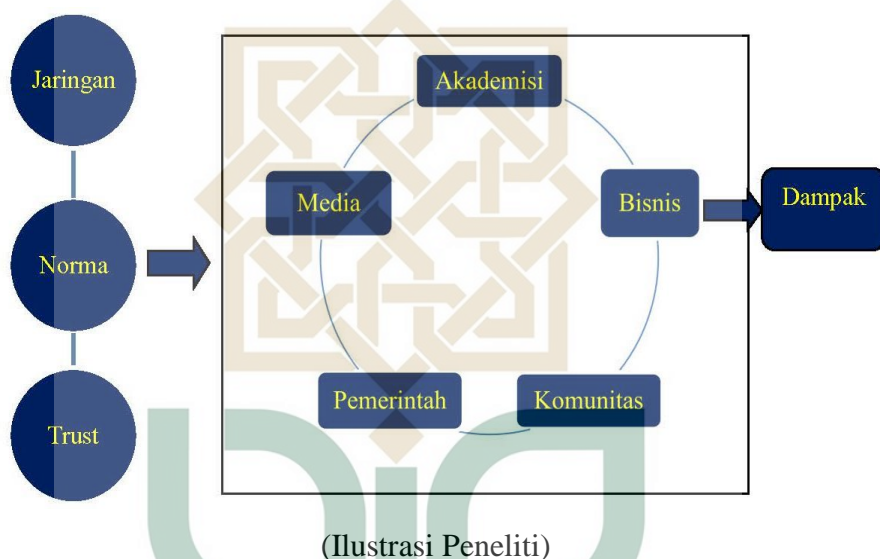 Jaringan
Norma
Trust
Akademisi
Media
Bisnis
Pemerintah
Komunitas
Dampak
(Ilustrasi Peneliti)